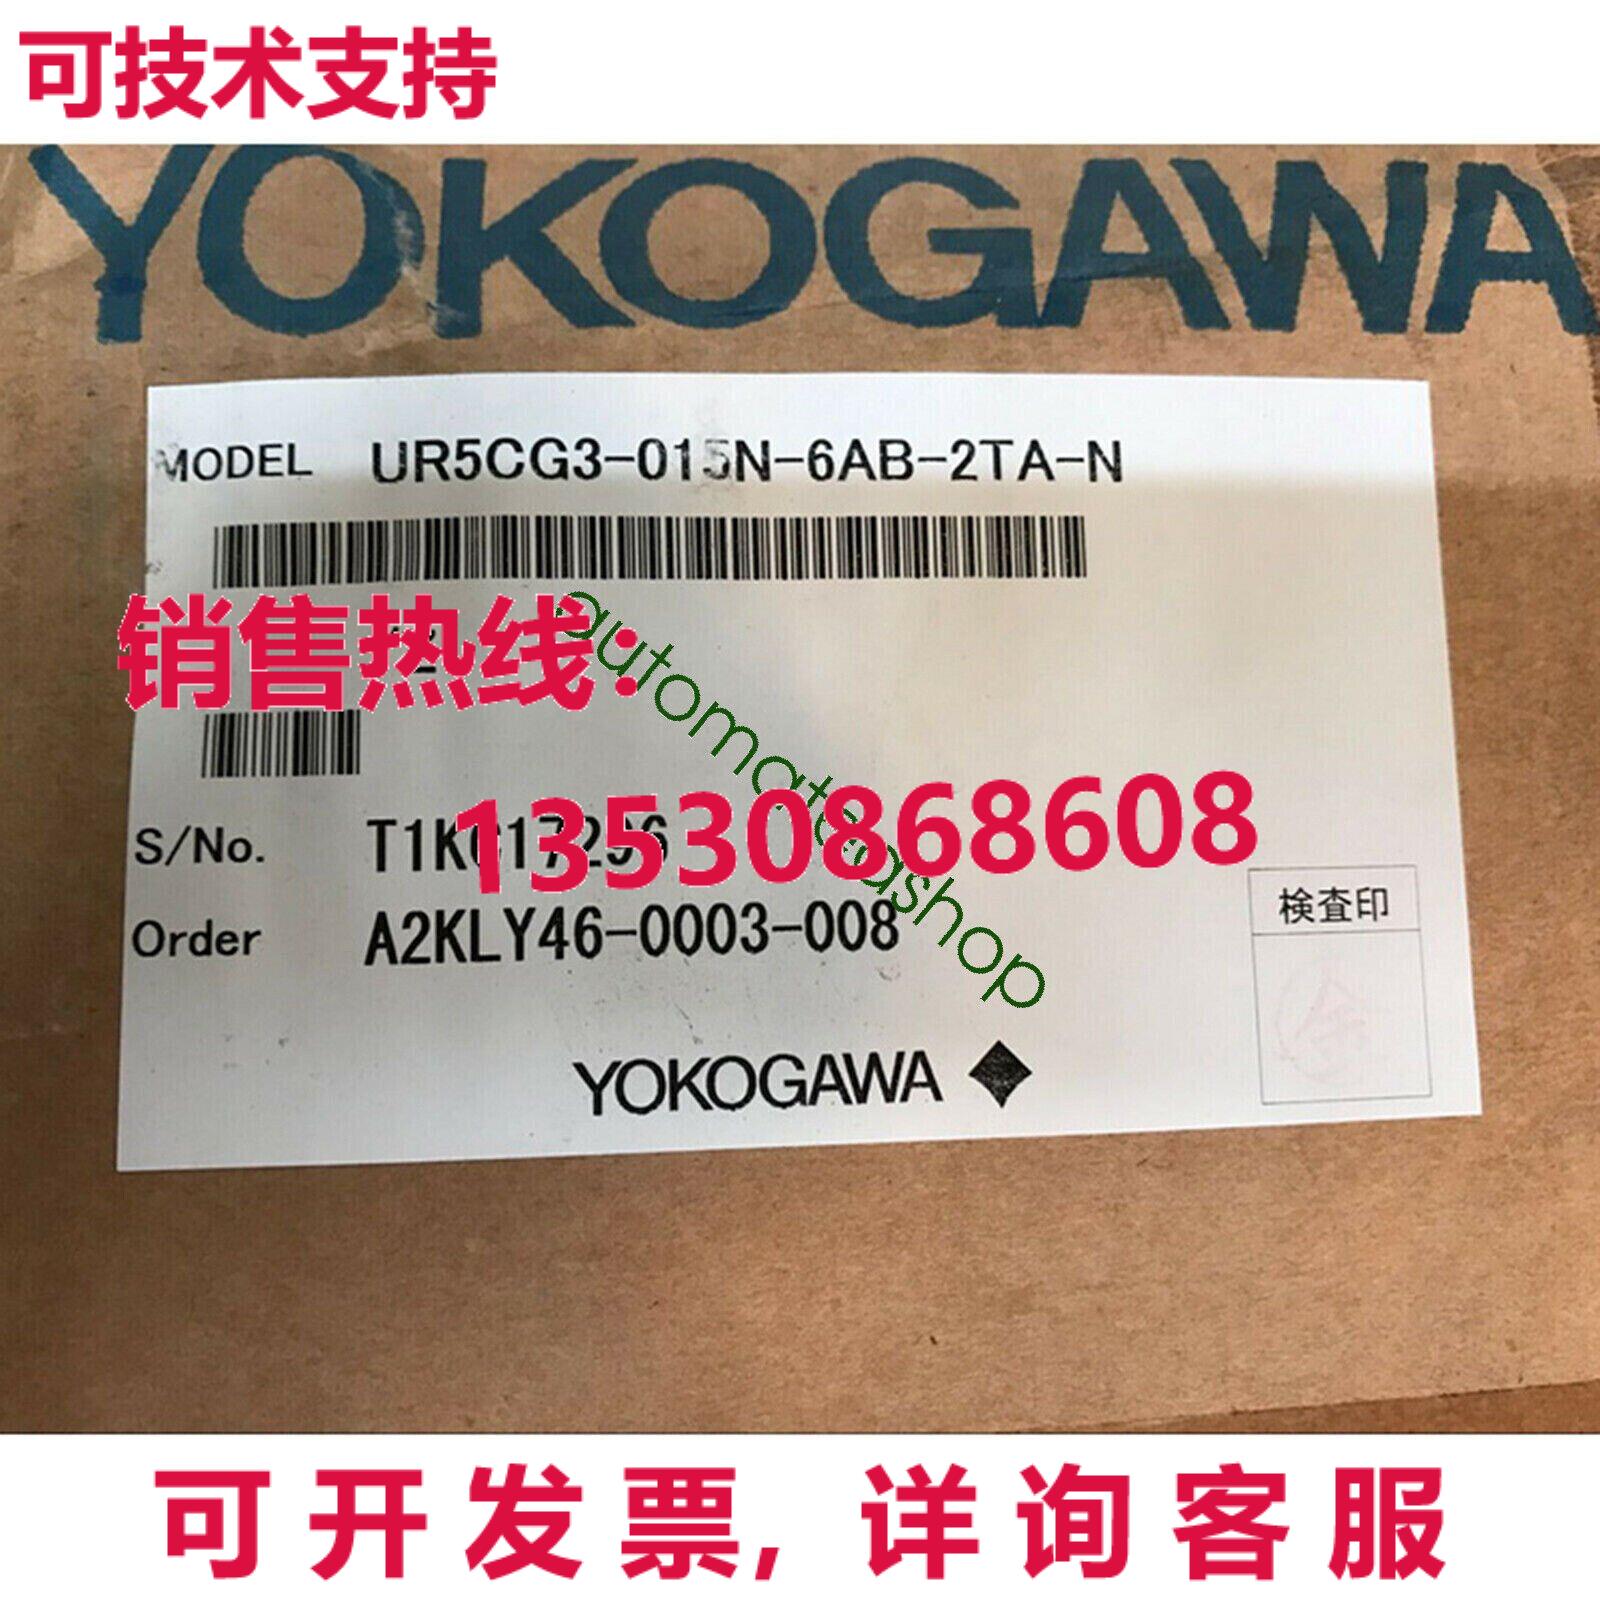 可技术支持
YOKOGAWA
MODEL UR5CG3-015N-6AB-2TA-N
销售热线:
automateashop
13530868608
S/No.
Order A2KLY46-0003-008
検査印
YOKOGAWA
可开发票, 详询客服